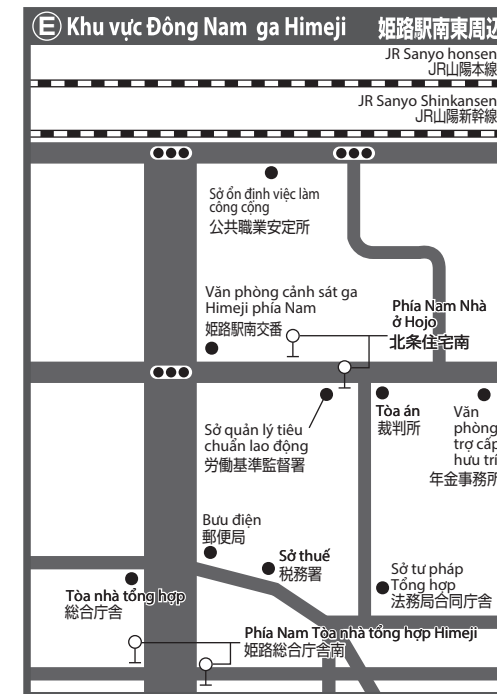 E Khu vực Đông Nam ga Himeji 姫路駅南東周辺
JR Sanyo honsen
JR山陽本線
JR Sanyo Shinkansen
JR山陽新幹線
Sở ổn định việc làm
công cộng
公共職業安定所
Văn phòng cảnh sát ga
Himeji phía Nam
姫路駅南交番
Phía Nam Nhà
ở Hojo
北条住宅南
Tòa án
裁判所
Văn
phòng
trợ cấp
hưu trí
年金事務所
Sở quản lý tiêu
chuẩn lao động
労働基準監督署
Bưu điện
郵便局
Sở thuế
税務署
Sở tư pháp
Tổng hợp
法務局合同庁舎
Tòa nhà tổng hợp
総合庁舎
Phía Nam Tòa nhà tổng hợp Himeji
姫路総合庁舎南